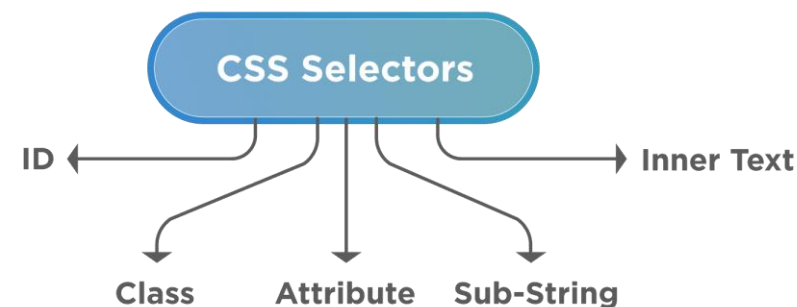 CSS Selectors
ID
Inner Text
Class
Attribute
Sub-String